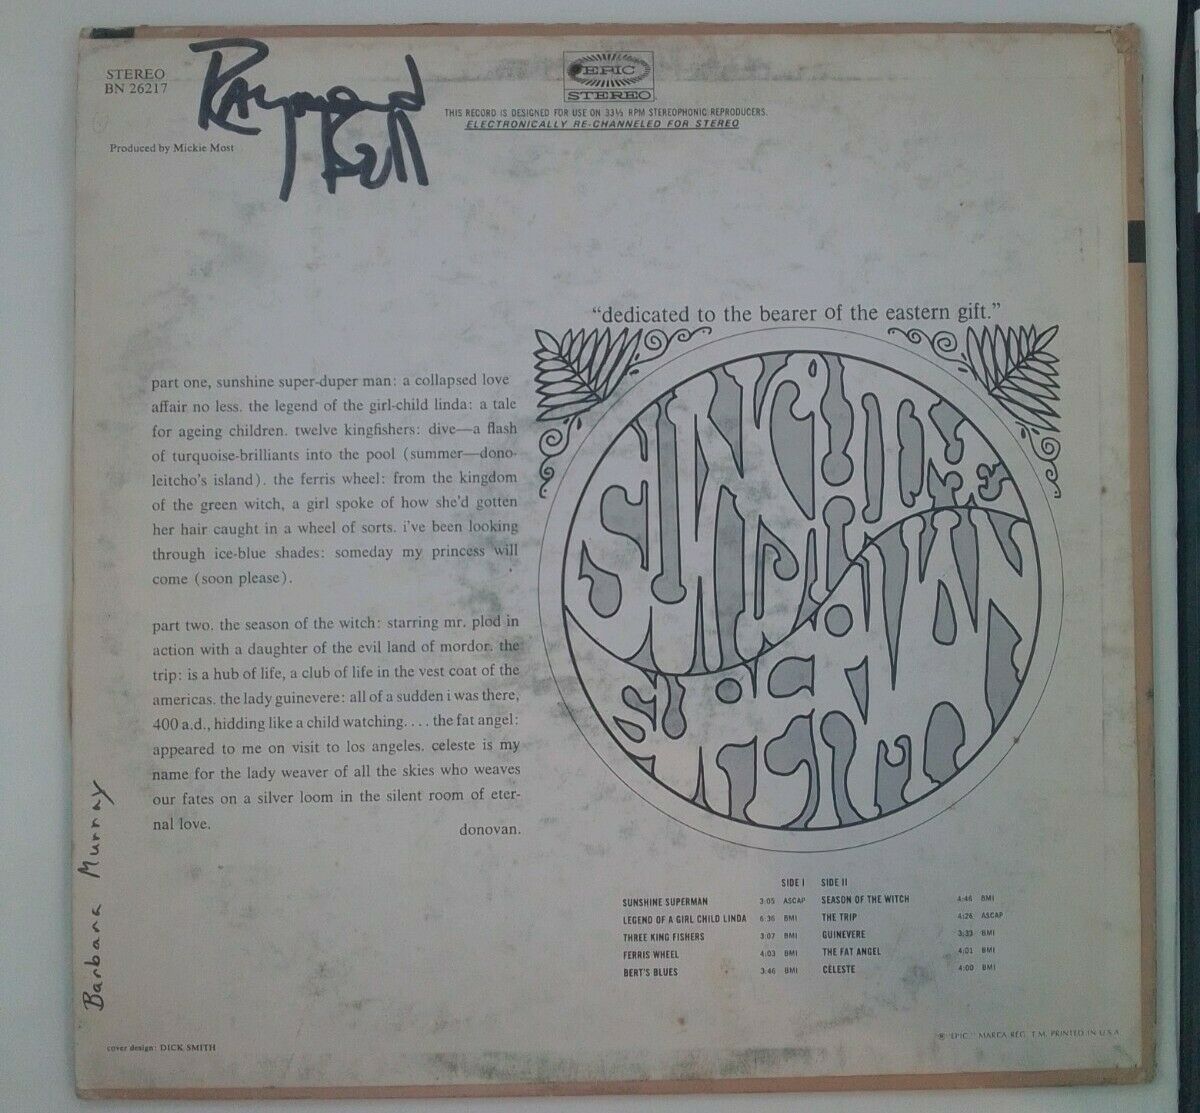 STEREO
BN 26217
Raymond
Kell
EPIC
STEREO
THIS RECORD IS DESIGNED FOR USE ON 33⅓ RPM STEREOPHONIC REPRODUCERS.
ELECTRONICALLY RE-CHANNELED FOR STEREO
Produced by Mickie Most
“dedicated to the bearer of the eastern gift.”
part one, sunshine super-duper man: a collapsed love
affair no less. the legend of the girl-child linda: a tale
for ageing children. twelve kingfishers: dive—a flash
of turquoise-brilliants into the pool (summer—dono-
leitcho's island). the ferris wheel: from the kingdom
of the green witch, a girl spoke of how she'd gotten
her hair caught in a wheel of sorts. i've been looking
through ice-blue shades: someday my princess will
come (soon please).
part two. the season of the witch: starring mr. plod in
action with a daughter of the evil land of mordor. the
trip: is a hub of life, a club of life in the vest coat of the
americas. the lady guinevere: all of a sudden i was there,
400 a.d., hidding like a child watching. . . . the fat angel:
appeared to me on visit to los angeles. celeste is my
name for the lady weaver of all the skies who weaves
our fates on a silver loom in the silent room of eter-
nal love.
donovan.
SUNSHINE
SUPERMAN
Barbara Murray
SIDE I
SUNSHINE SUPERMAN 3:05 ASCAP
LEGEND OF A GIRL CHILD LINDA 6:36 BMI
THREE KING FISHERS 3:07 BMI
FERRIS WHEEL 4:03 BMI
BERT'S BLUES 3:46 BMI
SIDE II
SEASON OF THE WITCH 4:46 BMI
THE TRIP 4:26 ASCAP
GUINEVERE 3:33 BMI
THE FAT ANGEL 4:01 BMI
CELESTE 4:00 BMI
cover design: DICK SMITH
® "EPIC," MARCA REG. T.M. PRINTED IN U.S.A.